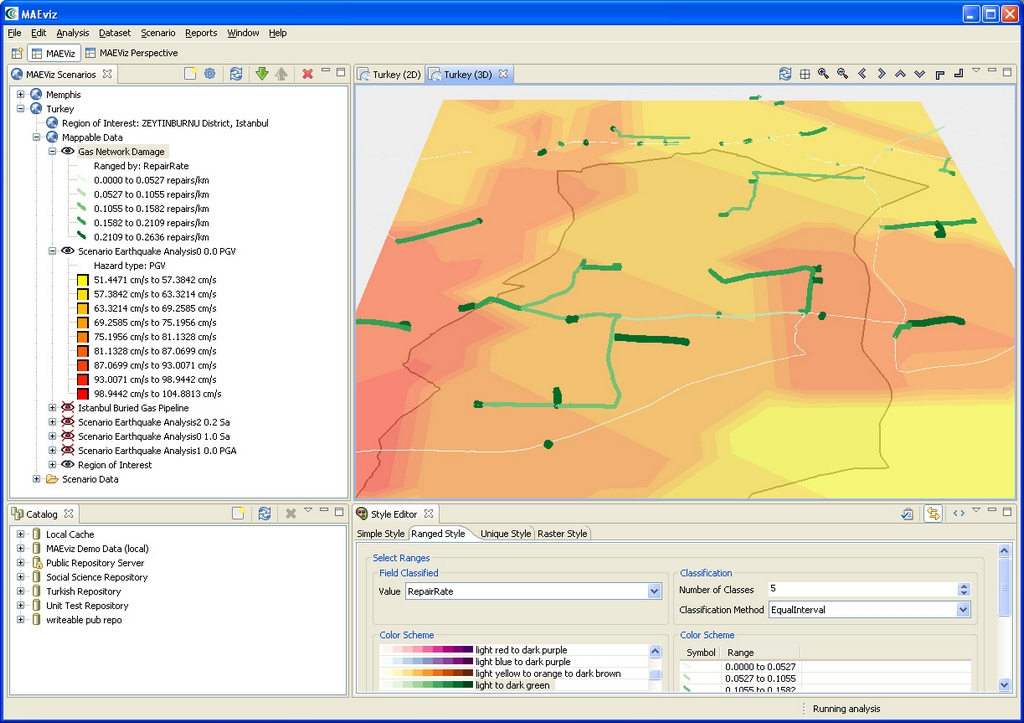 MAEviz
File Edit Analysis Dataset Scenario Reports Window Help
MAEViz MAEViz Perspective
MAEViz Scenarios
Memphis
Turkey
Region of Interest: ZEYTINBURNU District, Istanbul
Mappable Data
Gas Network Damage
Ranged by: RepairRate
0.0000 to 0.0527 repairs/km
0.0527 to 0.1055 repairs/km
0.1055 to 0.1582 repairs/km
0.1582 to 0.2109 repairs/km
0.2109 to 0.2636 repairs/km
Scenario Earthquake Analysis0 0.0 PGV
Hazard type: PGV
51.4471 cm/s to 57.3842 cm/s
57.3842 cm/s to 63.3214 cm/s
63.3214 cm/s to 69.2585 cm/s
69.2585 cm/s to 75.1956 cm/s
75.1956 cm/s to 81.1328 cm/s
81.1328 cm/s to 87.0699 cm/s
87.0699 cm/s to 93.0071 cm/s
93.0071 cm/s to 98.9442 cm/s
98.9442 cm/s to 104.8813 cm/s
Istanbul Buried Gas Pipeline
Scenario Earthquake Analysis2 0.2 Sa
Scenario Earthquake Analysis0 1.0 Sa
Scenario Earthquake Analysis1 0.0 PGA
Region of Interest
Scenario Data
Turkey (2D) Turkey (3D)
Catalog
Local Cache
MAEviz Demo Data (local)
Public Repository Server
Social Science Repository
Turkish Repository
Unit Test Repository
writeable pub repo
Style Editor
Simple Style Ranged Style Unique Style Raster Style
Select Ranges
Field Classified
Value RepairRate
Classification
Number of Classes 5
Classification Method EqualInterval
Color Scheme
light red to dark purple
light blue to dark purple
light yellow to orange to dark brown
light to dark green
Color Scheme
Symbol Range
0.0000 to 0.0527
0.0527 to 0.1055
0.1055 to 0.1582
Running analysis